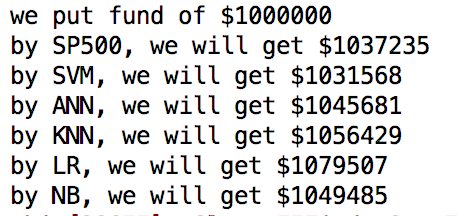 we put fund of $1000000
by SP500, we will get $1037235
by SVM, we will get $1031568
by ANN, we will get $1045681
by KNN, we will get $1056429
by LR, we will get $1079507
by NB, we will get $1049485